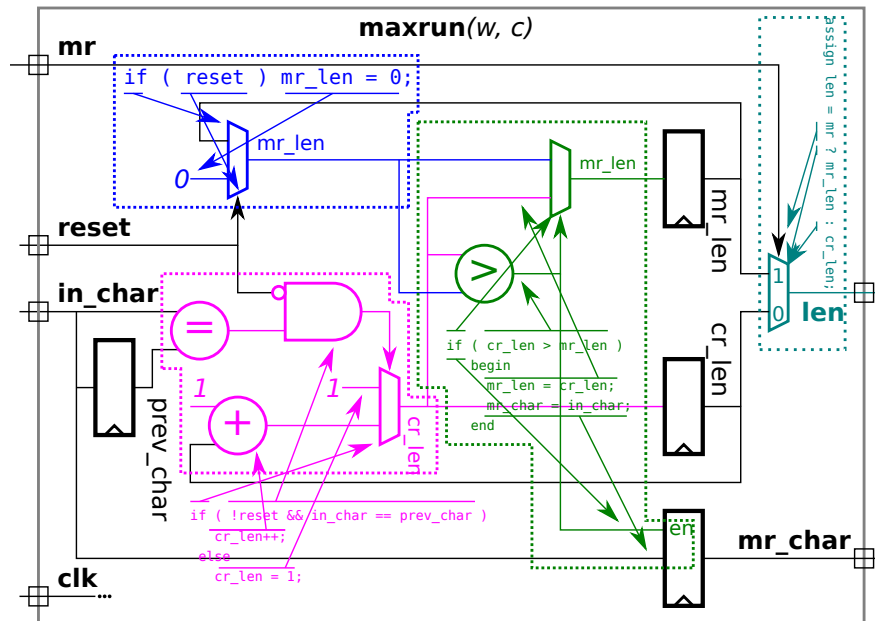 maxrun(w, c)
mr
if ( reset ) mr_len = 0;
assign len = mr ? mr_len : cr_len;
mr_len
0
mr_len
reset
mr_len
>
1
0
len
in_char
=
if ( cr_len > mr_len )
begin
mr_len = cr_len;
mr_char = in_char;
end
cr_len
1
1
+
cr_len
prev_char
if ( !reset && in_char == prev_char )
cr_len++;
else
cr_len = 1;
en
mr_char
clk
...